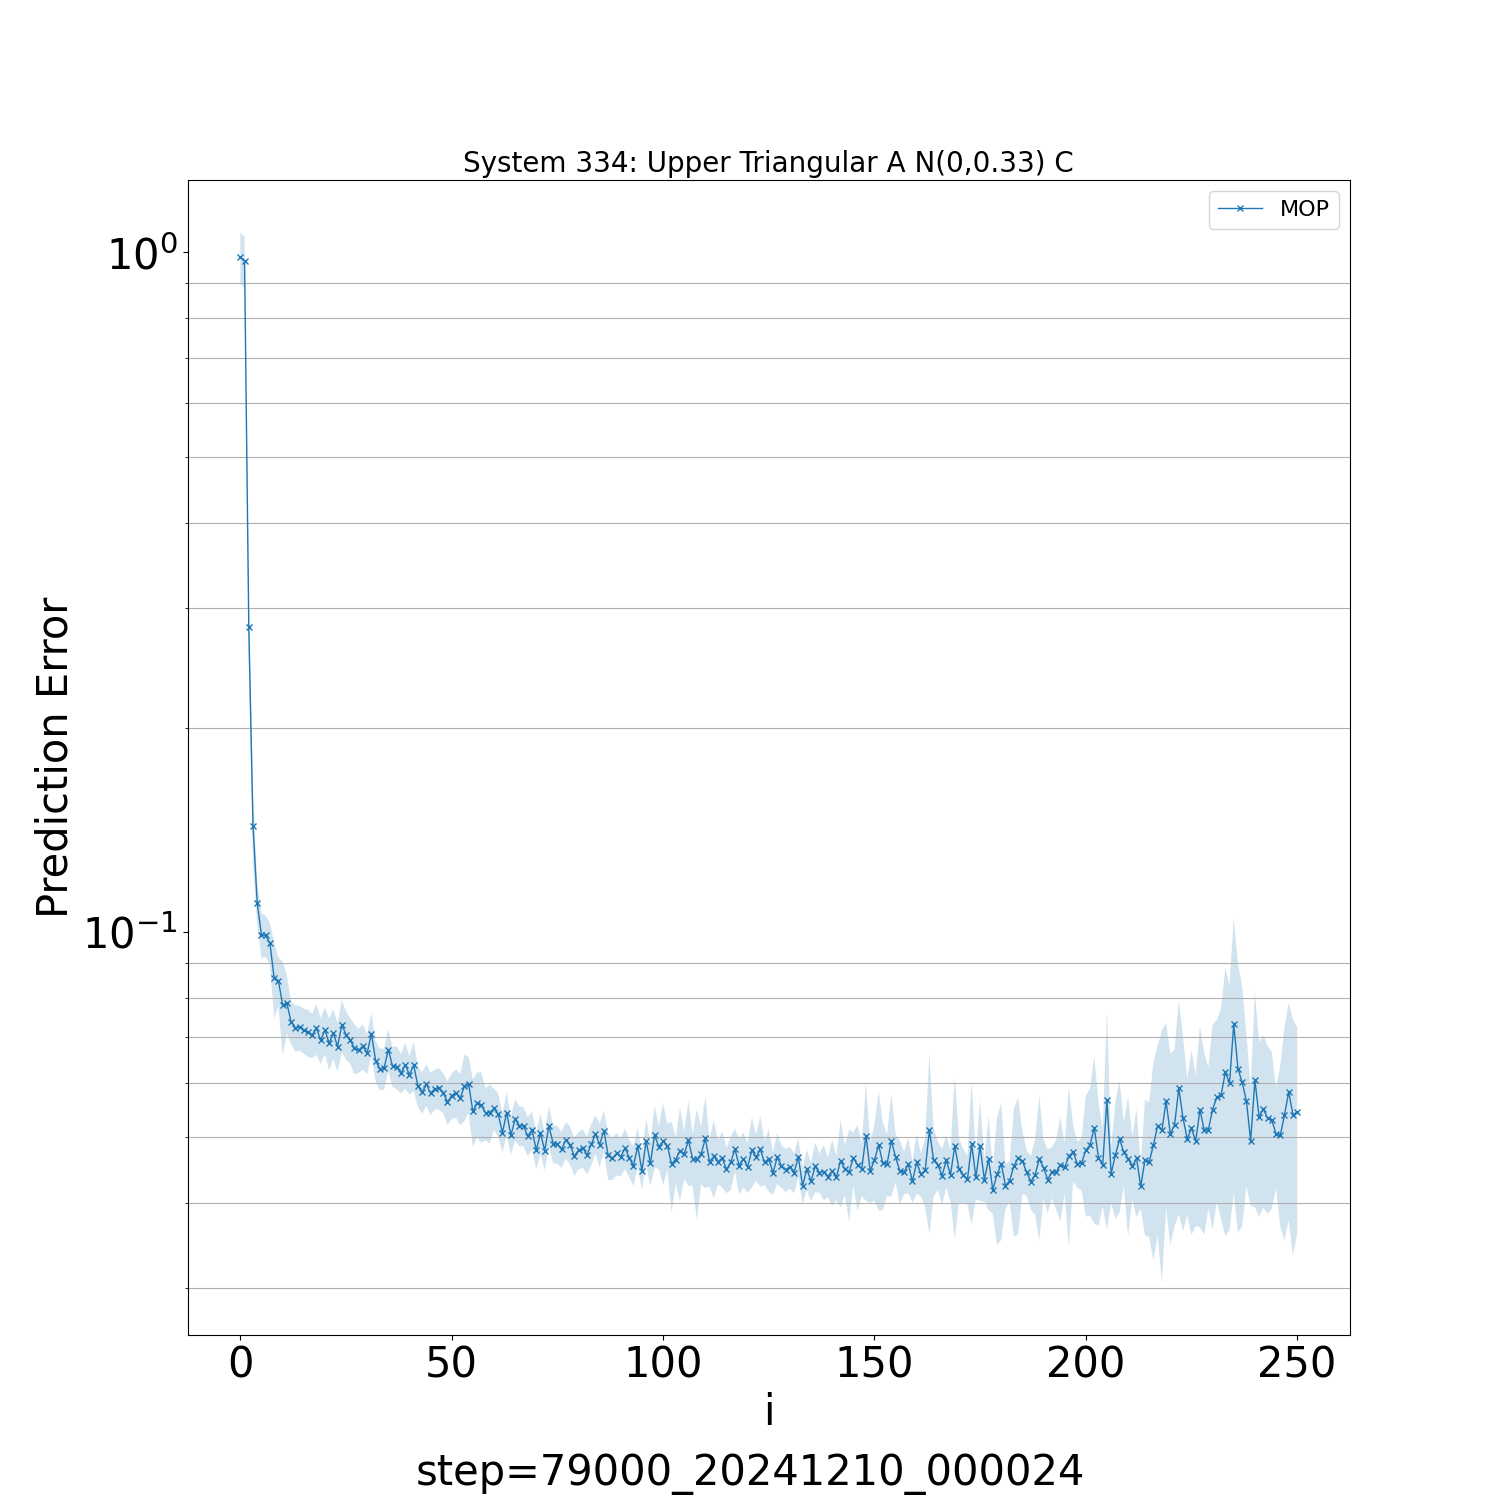 System 334: Upper Triangular A N(0,0.33) C
MOP
10⁰
10⁻¹
Prediction Error
0 50 100 150 200 250
i
step=79000_20241210_000024